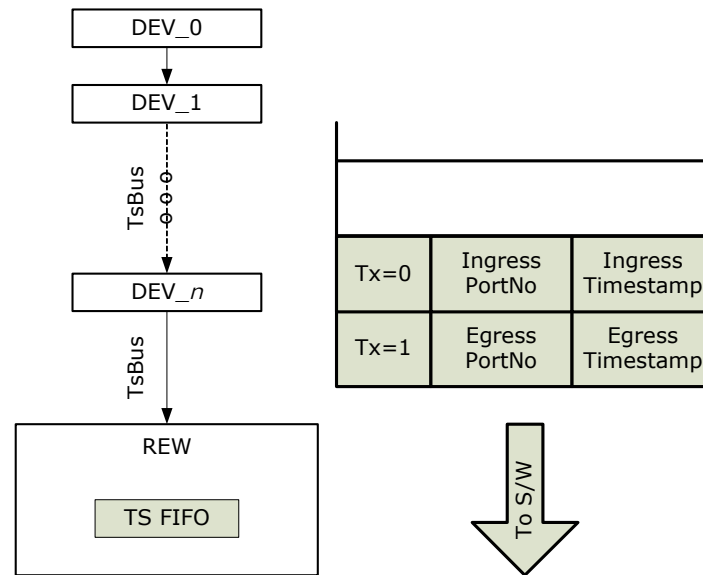 DEV_0
DEV_1
TsBus
DEV_n
TsBus
REW
TS FIFO
Tx=0
Ingress
PortNo
Ingress
Timestamp
Tx=1
Egress
PortNo
Egress
Timestamp
To S/W